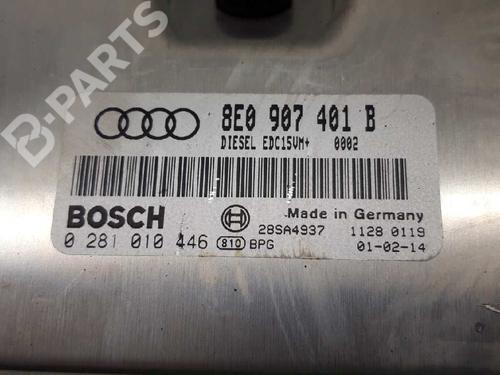 B-PARTS
8E0 907 401 B
DIESEL EDC15VM+ 0002
BOSCH
Made in Germany
0 281 010 446
28SA4937
1128 0119
810 BPG
01-02-14